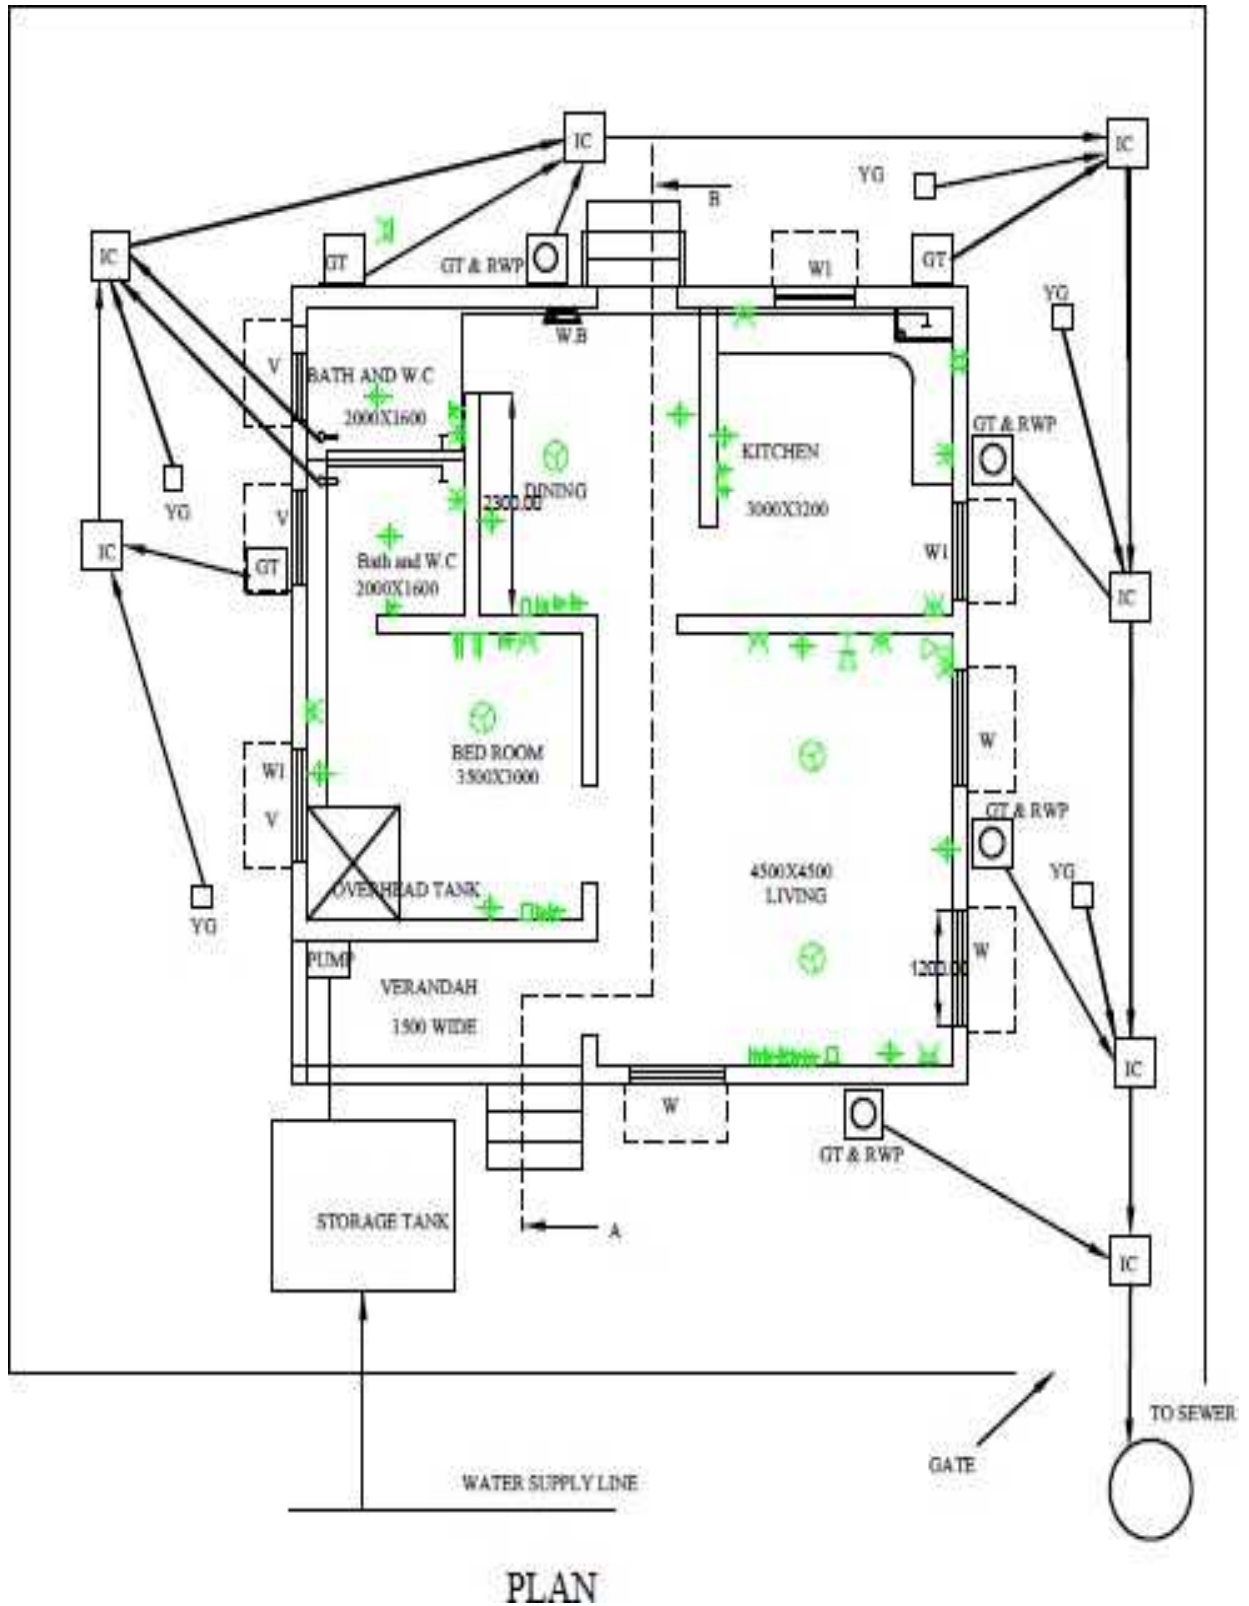 IC
IC
YG
B
IC
GT
GT & RWP
W1
GT
YG
W.B
V
BATH AND W.C
2000X1600
GT & RWP
KITCHEN
DINING
2300.00
3000X3200
YG
V
IC
GT
Bath and W.C
2000X1600
W1
IC
W
BED ROOM
3500X3000
W1
V
GT & RWP
4500X4500
LIVING
YG
OVERHEAD TANK
YG
W
1200.00
PUMP
VERANDAH
1500 WIDE
IC
W
GT & RWP
STORAGE TANK
A
IC
TO SEWER
GATE
WATER SUPPLY LINE
PLAN